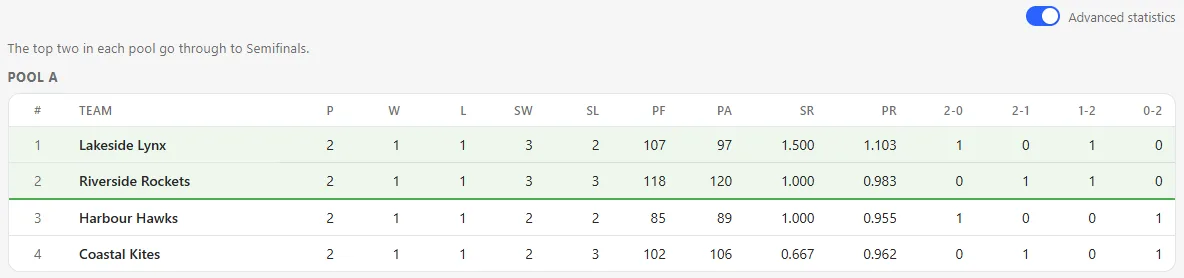 Advanced statistics
The top two in each pool go through to Semifinals.
POOL A
# TEAM P W L SW SL PF PA SR PR 2-0 2-1 1-2 0-2
1 Lakeside Lynx 2 1 1 3 2 107 97 1.500 1.103 1 0 1 0
2 Riverside Rockets 2 1 1 3 3 118 120 1.000 0.983 0 1 1 0
3 Harbour Hawks 2 1 1 2 2 85 89 1.000 0.955 1 0 0 1
4 Coastal Kites 2 1 1 2 3 102 106 0.667 0.962 0 1 0 1